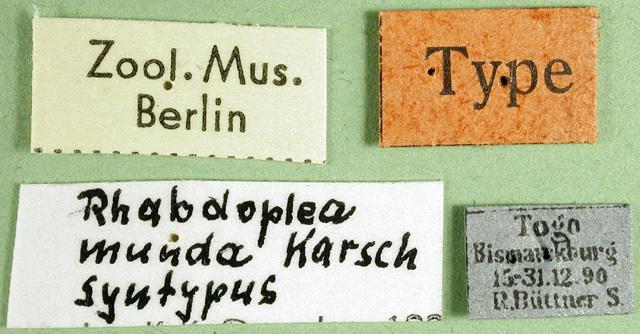 Zool. Mus.
Berlin
Type
Rhabdoplea
munda Karsch
syntypus
Togo
Bismarckburg
15-31.12.90
R.Büttner S.